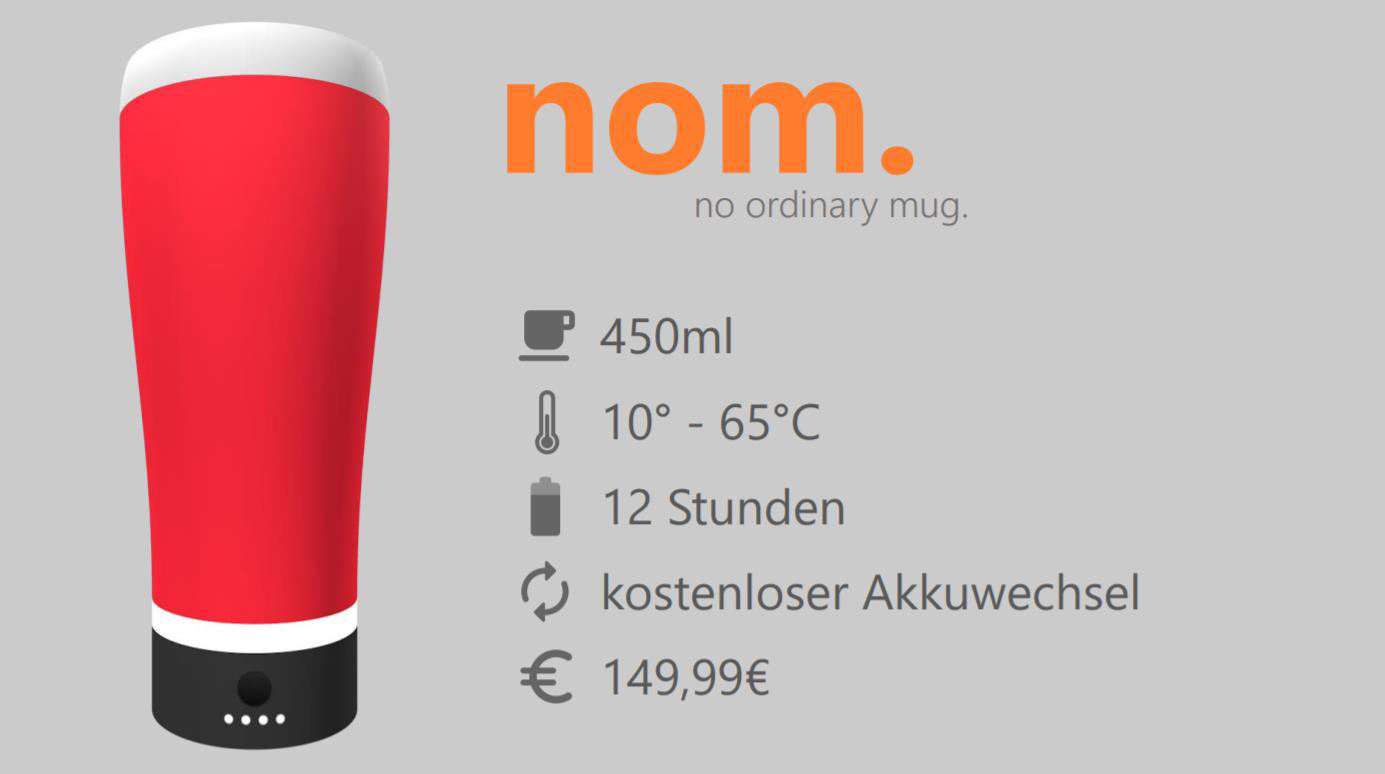 nom.
no ordinary mug.
450ml
10° - 65°C
12 Stunden
kostenloser Akkuwechsel
149,99€